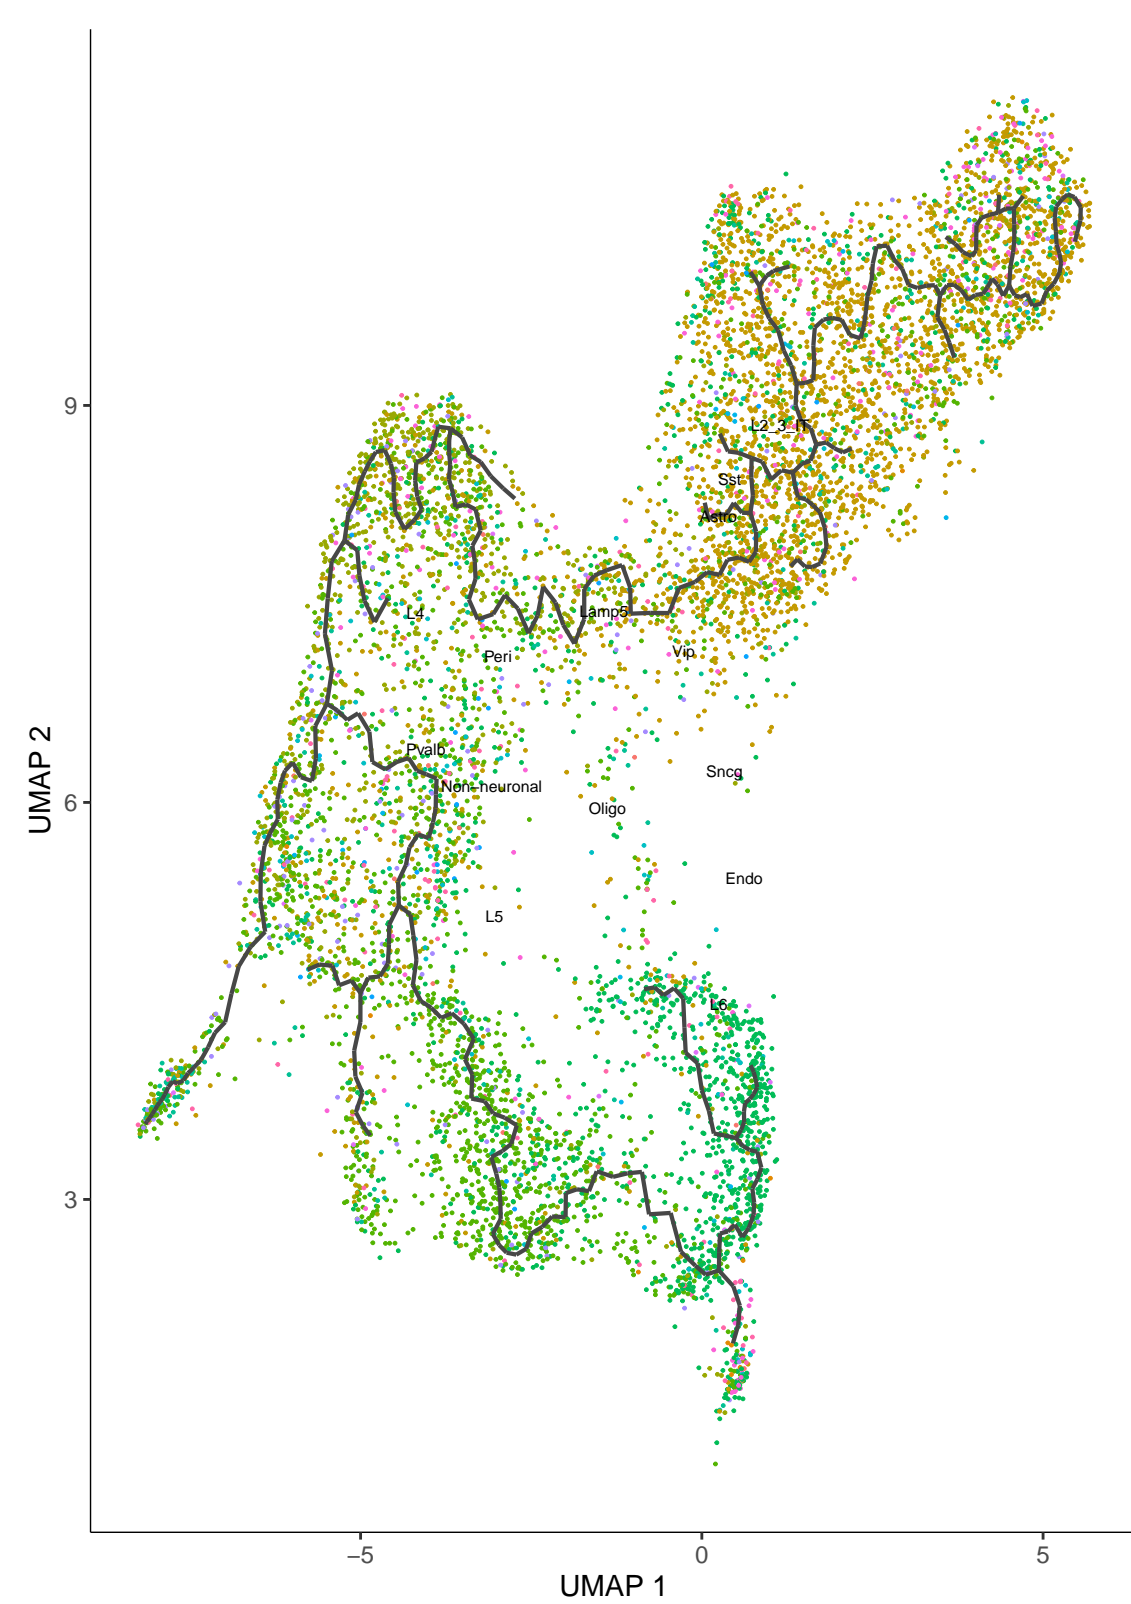 9
6
3
−5
0
5
UMAP 1
UMAP 2
L2_3_IT
Sst
Astro
L4
Lamp5
Peri
Vip
Pvalb
Non−neuronal
Sncg
Oligo
Endo
L5
L6